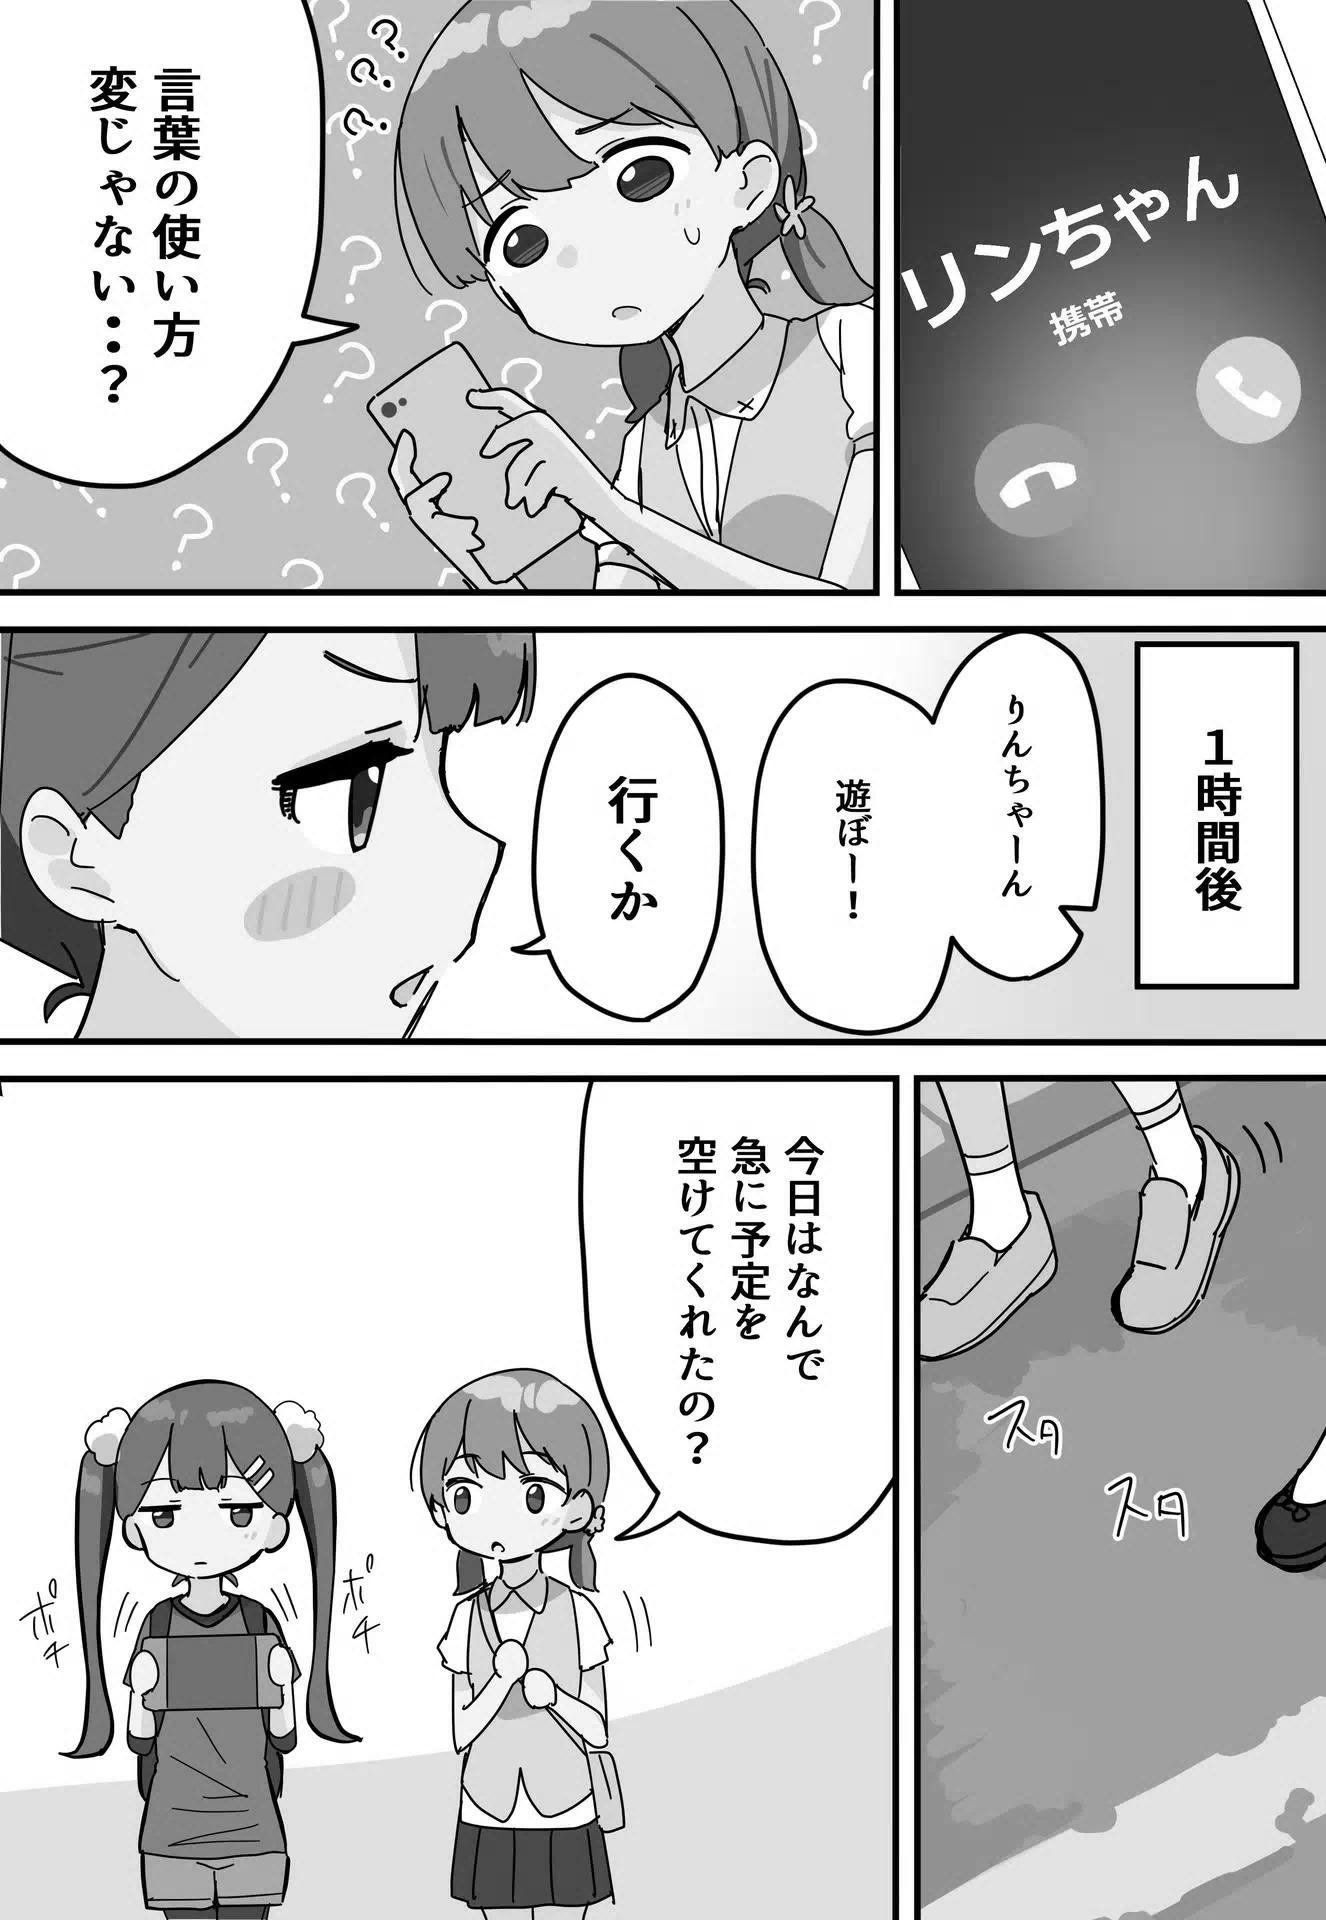 リンちゃん
携帯
？？？？
言葉の使い方
変じゃない・・・？
１時間後
りんちゃーん
遊ぼー！
行くか
スタ
スタ
今日はなんで
急に予定を
空けてくれたの？
ポチ
ポチ